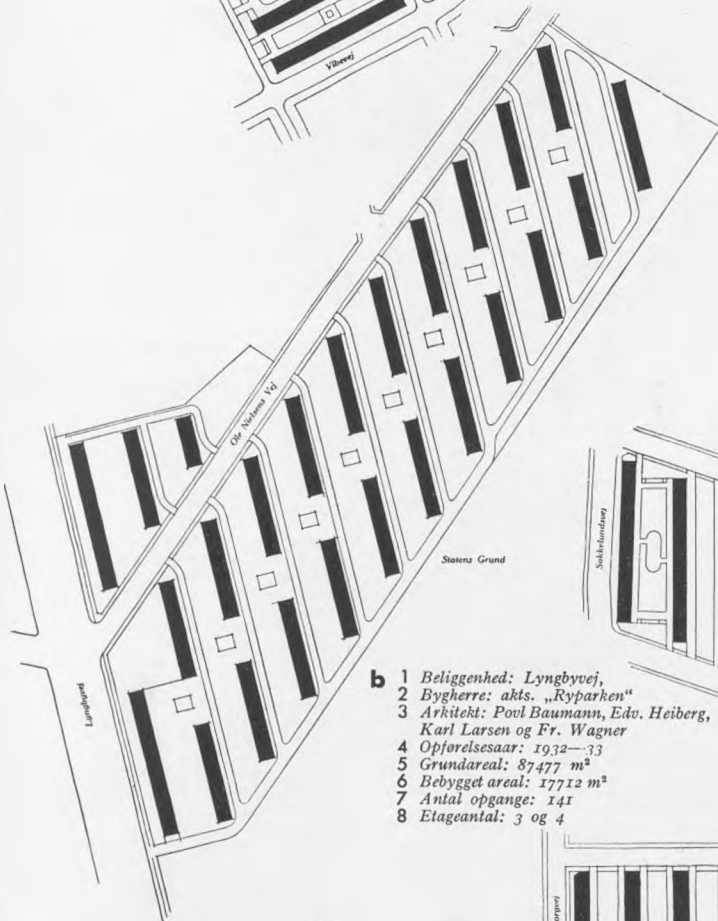 Vibevej
Ole Nielsens Vej
Sokkelundsvej
Statens Grund
Lyngbyvej
b 1 Beliggenhed: Lyngbyvej,
2 Bygherre: akts. „Ryparken“
3 Arkitekt: Povl Baumann, Edv. Heiberg,
Karl Larsen og Fr. Wagner
4 Opførelsesaar: 1932—33
5 Grundareal: 87477 m²
6 Bebygget areal: 17712 m²
7 Antal opgange: 141
8 Etageantal: 3 og 4